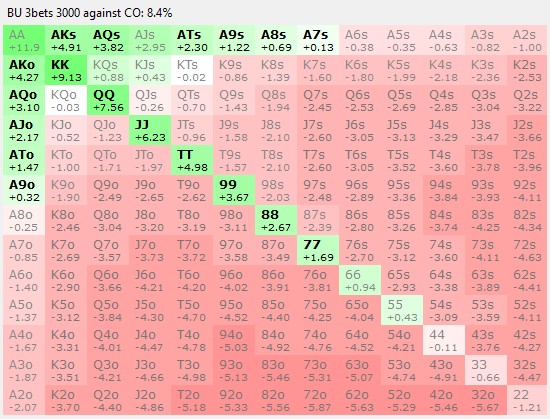 BU 3bets 3000 against CO: 8.4%
AA AKs AQs AJs ATs A9s A8s A7s A6s A5s A4s A3s A2s
+11.9 +4.91 +3.82 +2.95 +2.30 +1.22 +0.69 +0.13 -0.38 -0.35 -0.63 -0.82 -1.00
AKo KK KQs KJs KTs K9s K8s K7s K6s K5s K4s K3s K2s
+4.27 +9.13 +0.88 +0.43 -0.02 -0.86 -1.39 -1.60 -1.80 -1.99 -2.18 -2.36 -2.53
AQo KQo QQ QJs QTs Q9s Q8s Q7s Q6s Q5s Q4s Q3s Q2s
+3.10 -0.03 +7.56 -0.26 -0.70 -1.43 -1.94 -2.45 -2.53 -2.69 -2.85 -3.04 -3.22
AJo KJo QJo JJ JTs J9s J8s J7s J6s J5s J4s J3s J2s
+2.17 -0.52 -1.23 +6.23 -0.96 -1.58 -2.10 -2.60 -3.05 -3.13 -3.29 -3.47 -3.66
ATo KTo QTo JTo TT T9s T8s T7s T6s T5s T4s T3s T2s
+1.47 -1.00 -1.71 -1.97 +4.98 -1.57 -2.10 -2.60 -3.05 -3.52 -3.60 -3.78 -3.96
A9o K9o Q9o J9o T9o 99 98s 97s 96s 95s 94s 93s 92s
+0.32 -1.90 -2.49 -2.65 -2.62 +3.67 -2.03 -2.48 -2.89 -3.36 -3.84 -3.93 -4.11
A8o K8o Q8o J8o T8o 98o 88 87s 86s 85s 84s 83s 82s
-0.25 -2.46 -3.04 -3.20 -3.19 -3.11 +2.67 -2.39 -2.80 -3.26 -3.74 -4.25 -4.34
A7o K7o Q7o J7o T7o 97o 87o 77 76s 75s 74s 73s 72s
-0.85 -2.69 -3.57 -3.73 -3.72 -3.58 -3.49 +1.69 -2.70 -3.12 -3.60 -4.11 -4.63
A6o K6o Q6o J6o T6o 96o 86o 76o 66 65s 64s 63s 62s
-1.40 -2.90 -3.66 -4.21 -4.20 -4.02 -3.91 -3.81 +0.94 -2.93 -3.38 -3.89 -4.41
A5o K5o Q5o J5o T5o 95o 85o 75o 65o 55 54s 53s 52s
-1.37 -3.12 -3.84 -4.30 -4.70 -4.52 -4.40 -4.25 -4.04 +0.43 -3.09 -3.59 -4.11
A4o K4o Q4o J4o T4o 94o 84o 74o 64o 54o 44 43s 42s
-1.67 -3.31 -4.01 -4.47 -4.78 -5.03 -4.92 -4.76 -4.52 -4.21 -0.11 -3.76 -4.27
A3o K3o Q3o J3o T3o 93o 83o 73o 63o 53o 43o 33 32s
-1.87 -3.51 -4.21 -4.66 -4.98 -5.13 -5.46 -5.31 -5.07 -4.74 -4.91 -0.66 -4.47
A2o K2o Q2o J2o T2o 92o 82o 72o 62o 52o 42o 32o 22
-2.07 -3.70 -4.40 -4.86 -5.18 -5.33 -5.56 -5.87 -5.63 -5.29 -5.46 -5.67 -1.21